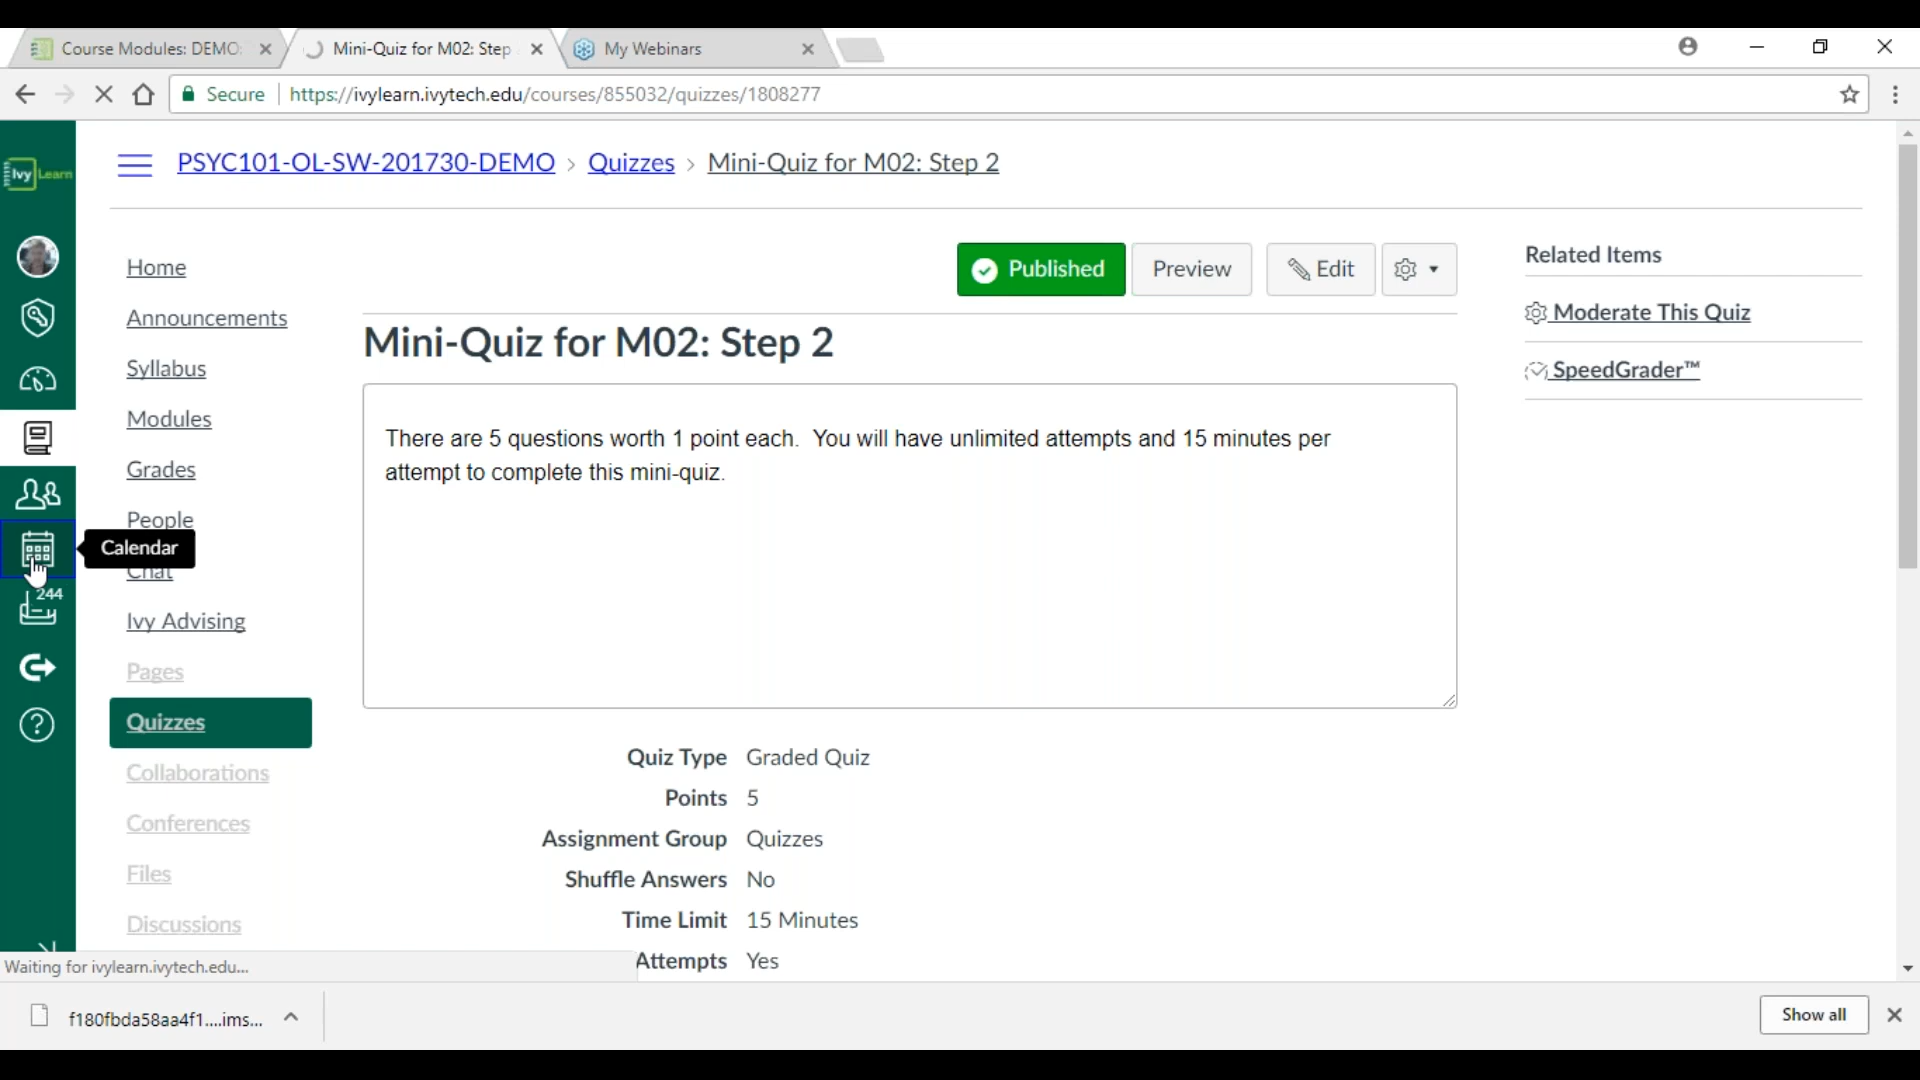 Course Modules: DEMO:
Mini-Quiz for M02: Step
My Webinars
Secure
https://ivylearn.ivytech.edu/courses/855032/quizzes/1808277
Ivy Learn
PSYC101-OL-SW-201730-DEMO > Quizzes > Mini-Quiz for M02: Step 2
Home
Announcements
Syllabus
Modules
Grades
People
Calendar
Chat
244
Ivy Advising
Pages
Quizzes
Collaborations
Conferences
Files
Discussions
Published
Preview
Edit
Mini-Quiz for M02: Step 2
There are 5 questions worth 1 point each. You will have unlimited attempts and 15 minutes per
attempt to complete this mini-quiz.
Quiz Type Graded Quiz
Points 5
Assignment Group Quizzes
Shuffle Answers No
Time Limit 15 Minutes
Attempts Yes
Related Items
Moderate This Quiz
SpeedGrader™
Waiting for ivylearn.ivytech.edu...
f180fbda58aa4f1....ims...
Show all